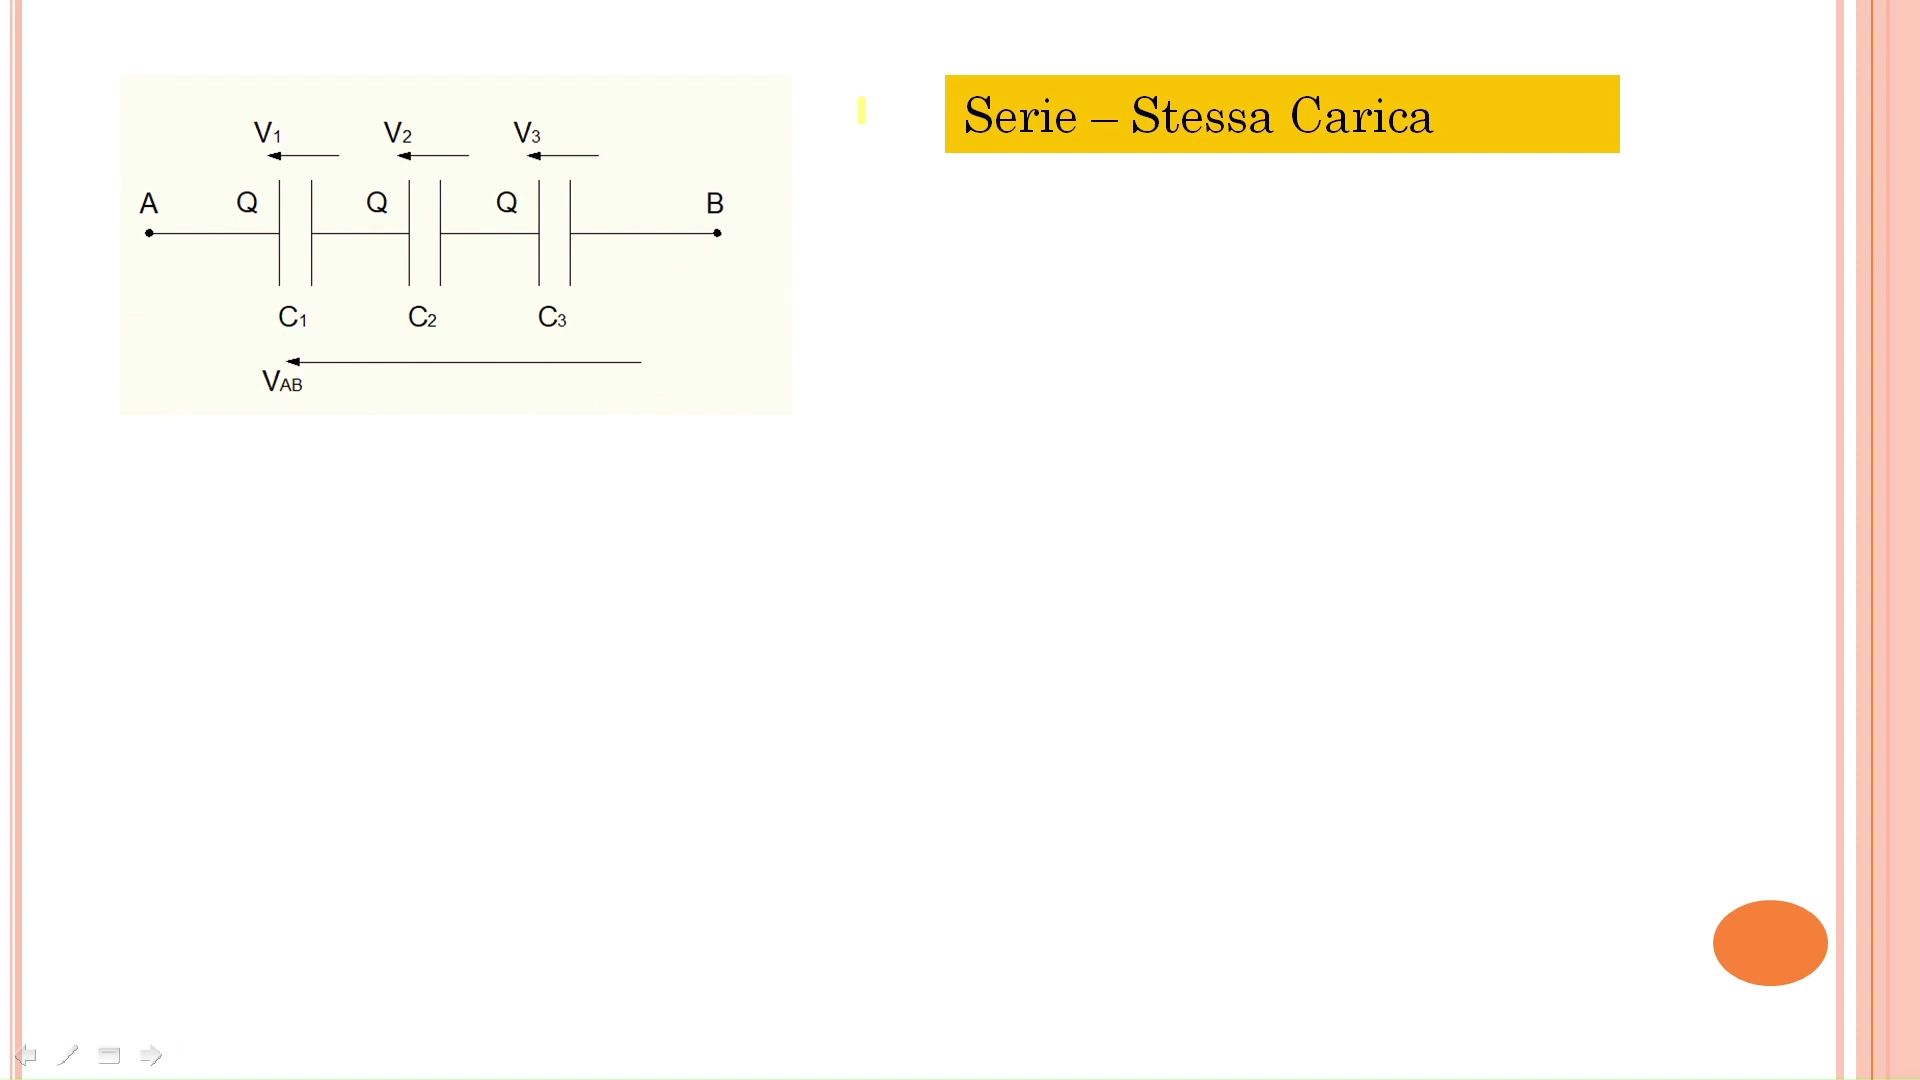 V1 V2 V3
A Q Q Q B
C1 C2 C3
VAB
Serie – Stessa Carica